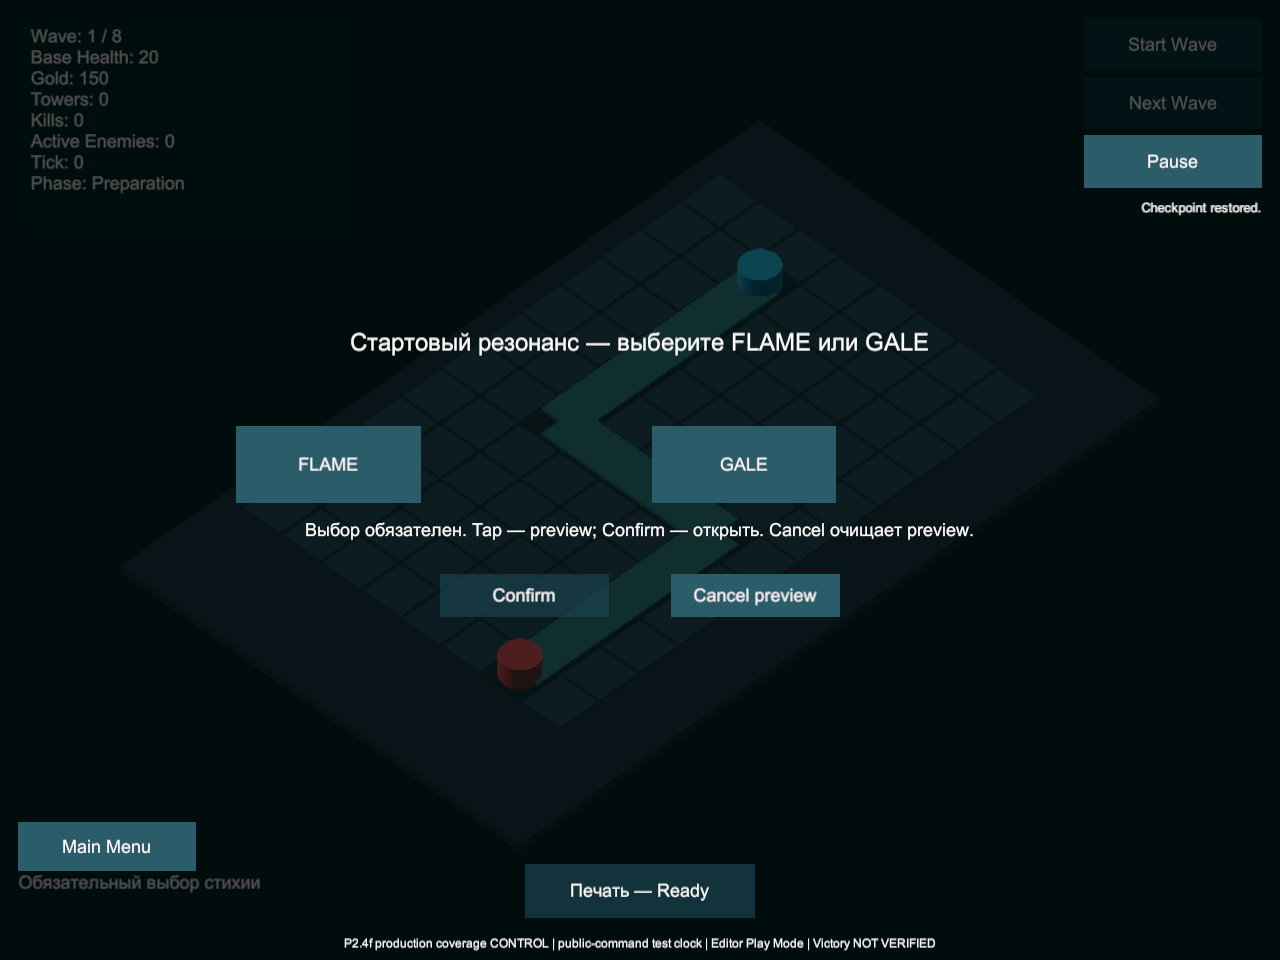 Wave: 1 / 8
Base Health: 20
Gold: 150
Towers: 0
Kills: 0
Active Enemies: 0
Tick: 0
Phase: Preparation
Start Wave
Next Wave
Pause
Checkpoint restored.
Стартовый резонанс — выберите FLAME или GALE
FLAME
GALE
Выбор обязателен. Tap — preview; Confirm — открыть. Cancel очищает preview.
Confirm
Cancel preview
Main Menu
Обязательный выбор стихии
Печать — Ready
P2.4f production coverage CONTROL | public-command test clock | Editor Play Mode | Victory NOT VERIFIED